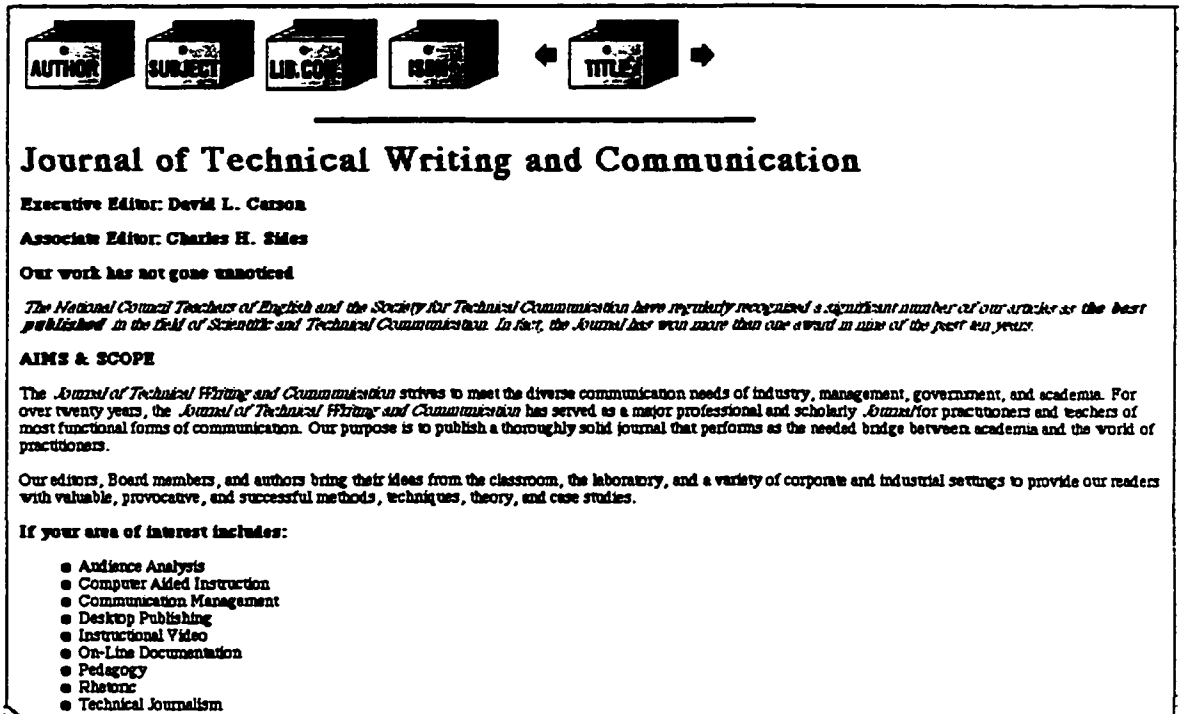 AUTHOR SUBJECT LIB.CON. ISBN TITLE
Journal of Technical Writing and Communication
Executive Editor: David L. Carson
Associate Editor: Charles H. Sides
Our work has not gone unnoticed
The National Council Teachers of English and the Society for Technical Communication have regularly recognized a significant number of our articles as the best
published in the field of Scientific and Technical Communication. In fact, the Journal has won more than one award in nine of the past ten years.
AIMS & SCOPE
The Journal of Technical Writing and Communication strives to meet the diverse communication needs of industry, management, government, and academia. For
over twenty years, the Journal of Technical Writing and Communication has served as a major professional and scholarly Journal for practitioners and teachers of
most functional forms of communication. Our purpose is to publish a thoroughly solid journal that performs as the needed bridge between academia and the world of
practitioners.
Our editors, Board members, and authors bring their ideas from the classroom, the laboratory, and a variety of corporate and industrial settings to provide our readers
with valuable, provocative, and successful methods, techniques, theory, and case studies.
If your area of interest includes:
Audience Analysis
Computer Aided Instruction
Communication Management
Desktop Publishing
Instructional Video
On-Line Documentation
Pedagogy
Rhetoric
Technical Journalism